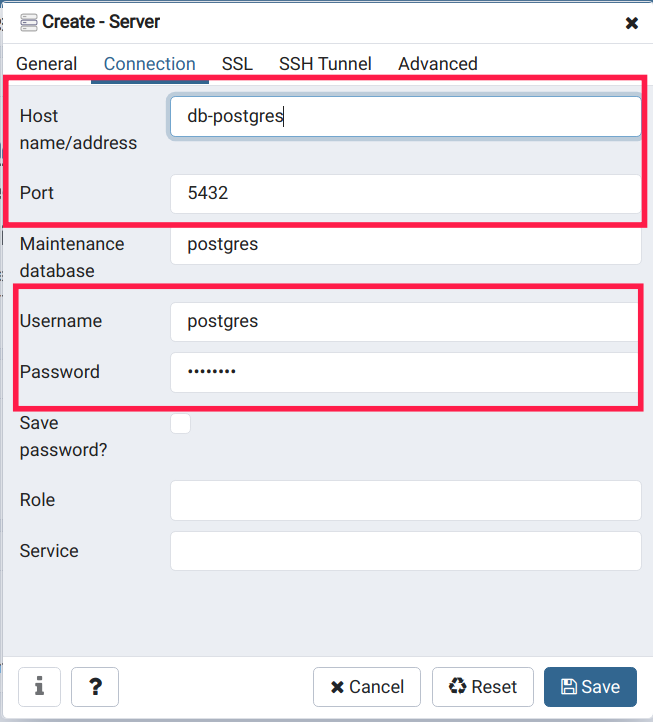 Create - Server
General Connection SSL SSH Tunnel Advanced
Host name/address db-postgres
Port 5432
Maintenance database postgres
Username postgres
Password ••••••••
Save password?
Role
Service
i ? Cancel Reset Save